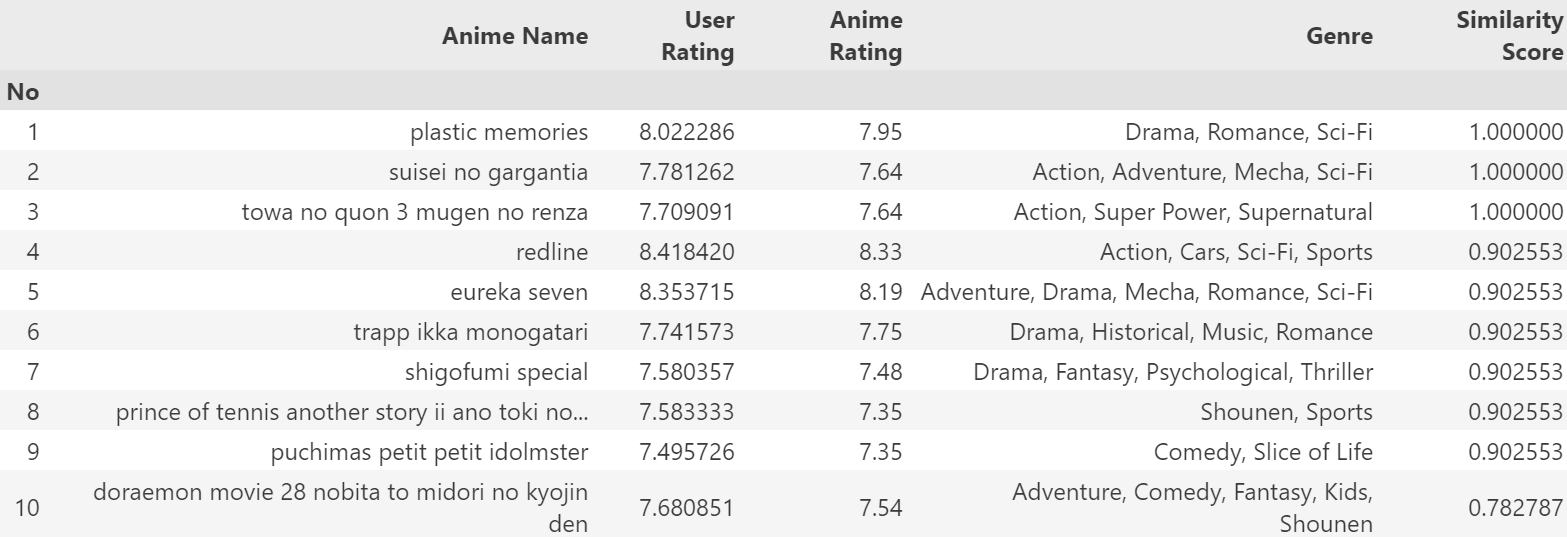 Anime Name User Rating Anime Rating Genre Similarity Score
No
1 plastic memories 8.022286 7.95 Drama, Romance, Sci-Fi 1.000000
2 suisei no gargantia 7.781262 7.64 Action, Adventure, Mecha, Sci-Fi 1.000000
3 towa no quon 3 mugen no renza 7.709091 7.64 Action, Super Power, Supernatural 1.000000
4 redline 8.418420 8.33 Action, Cars, Sci-Fi, Sports 0.902553
5 eureka seven 8.353715 8.19 Adventure, Drama, Mecha, Romance, Sci-Fi 0.902553
6 trapp ikka monogatari 7.741573 7.75 Drama, Historical, Music, Romance 0.902553
7 shigofumi special 7.580357 7.48 Drama, Fantasy, Psychological, Thriller 0.902553
8 prince of tennis another story ii ano toki no... 7.583333 7.35 Shounen, Sports 0.902553
9 puchimas petit petit idolmster 7.495726 7.35 Comedy, Slice of Life 0.902553
10 doraemon movie 28 nobita to midori no kyojin den 7.680851 7.54 Adventure, Comedy, Fantasy, Kids, Shounen 0.782787